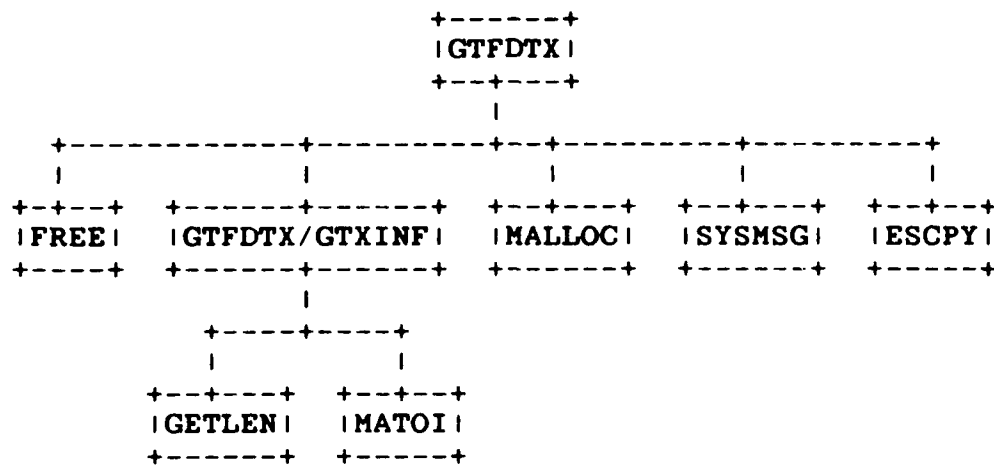 GTFDTX
FREE GTFDTX/GTXINF MALLOC SYSMSG ESCPY
GETLEN MATOI